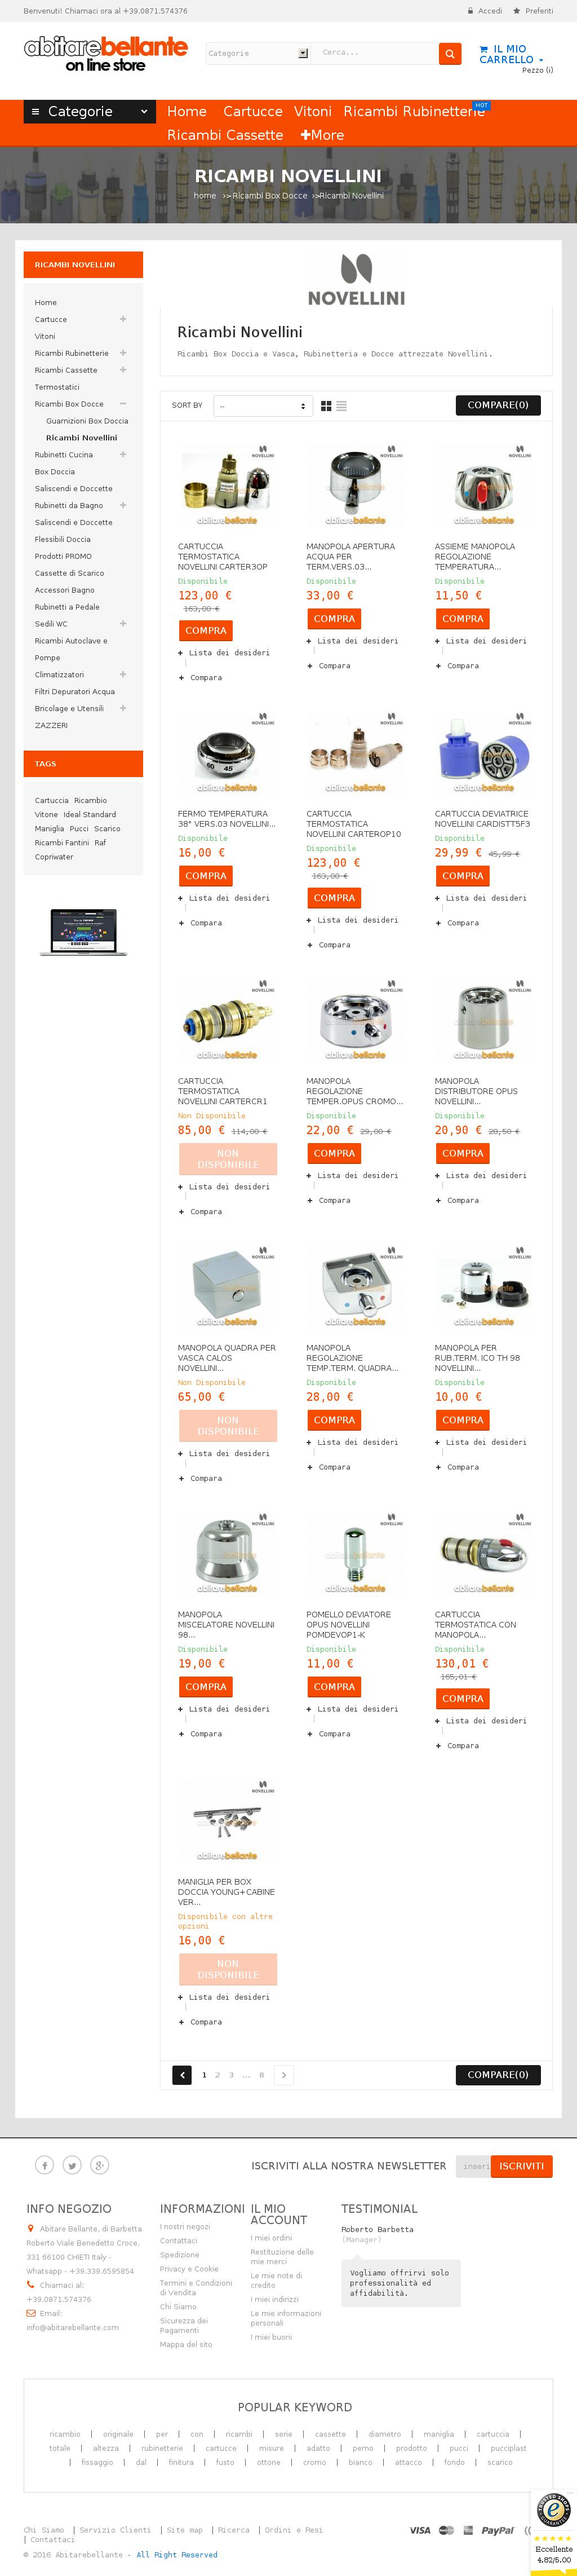 Benvenuti! Chiamaci ora al +39.0871.574376
Accedi
Preferiti
abitarebellante
on line store
Categorie
Cerca...
IL MIO
CARRELLO
Pezzo (i)
Categorie
Home
Cartucce
Vitoni
Ricambi Rubinetterie
HOT
Ricambi Cassette
+More
RICAMBI NOVELLINI
home >> Ricambi Box Docce >> Ricambi Novellini
RICAMBI NOVELLINI
Home
Cartucce
Vitoni
Ricambi Rubinetterie
Ricambi Cassette
Termostatici
Ricambi Box Docce
Guarnizioni Box Doccia
Ricambi Novellini
Rubinetti Cucina
Box Doccia
Saliscendi e Doccette
Rubinetti da Bagno
Saliscendi e Doccette
Flessibili Doccia
Prodotti PROMO
Cassette di Scarico
Accessori Bagno
Rubinetti a Pedale
Sedili WC
Ricambi Autoclave e
Pompe
Climatizzatori
Filtri Depuratori Acqua
Bricolage e Utensili
ZAZZERI
TAGS
Cartuccia Ricambio
Vitone Ideal Standard
Maniglia Pucci Scarico
Ricambi Fantini Raf
Copriwater
NOVELLINI
Ricambi Novellini
Ricambi Box Doccia e Vasca, Rubinetteria e Docce attrezzate Novellini.
SORT BY
--
COMPARE(0)
CARTUCCIA
TERMOSTATICA
NOVELLINI CARTER3OP
Disponibile
123,00 €
163,00 €
COMPRA
Lista dei desideri
|
Compara
MANOPOLA APERTURA
ACQUA PER
TERM.VERS.03...
Disponibile
33,00 €
COMPRA
Lista dei desideri
|
Compara
ASSIEME MANOPOLA
REGOLAZIONE
TEMPERATURA...
Disponibile
11,50 €
COMPRA
Lista dei desideri
|
Compara
FERMO TEMPERATURA
38° VERS.03 NOVELLINI...
Disponibile
16,00 €
COMPRA
Lista dei desideri
|
Compara
CARTUCCIA
TERMOSTATICA
NOVELLINI CARTEROP10
Disponibile
123,00 €
163,00 €
COMPRA
Lista dei desideri
|
Compara
CARTUCCIA DEVIATRICE
NOVELLINI CARDISTT5F3
Disponibile
29,99 € 45,99 €
COMPRA
Lista dei desideri
|
Compara
CARTUCCIA
TERMOSTATICA
NOVELLINI CARTERCR1
Non Disponibile
85,00 € 114,00 €
NON
DISPONIBILE
Lista dei desideri
|
Compara
MANOPOLA
REGOLAZIONE
TEMPER.OPUS CROMO...
Disponibile
22,00 € 29,00 €
COMPRA
Lista dei desideri
|
Compara
MANOPOLA
DISTRIBUTORE OPUS
NOVELLINI...
Disponibile
20,90 € 28,50 €
COMPRA
Lista dei desideri
|
Compara
MANOPOLA QUADRA PER
VASCA CALOS
NOVELLINI...
Non Disponibile
65,00 €
NON
DISPONIBILE
Lista dei desideri
|
Compara
MANOPOLA
REGOLAZIONE
TEMP.TERM. QUADRA...
Disponibile
28,00 €
COMPRA
Lista dei desideri
|
Compara
MANOPOLA PER
RUB.TERM. ICO TH 98
NOVELLINI...
Disponibile
10,00 €
COMPRA
Lista dei desideri
|
Compara
MANOPOLA
MISCELATORE NOVELLINI
98...
Disponibile
19,00 €
COMPRA
Lista dei desideri
|
Compara
POMELLO DEVIATORE
OPUS NOVELLINI
POMDEVOP1-K
Disponibile
11,00 €
COMPRA
Lista dei desideri
|
Compara
CARTUCCIA
TERMOSTATICA CON
MANOPOLA...
Disponibile
130,01 €
165,01 €
COMPRA
Lista dei desideri
|
Compara
MANIGLIA PER BOX
DOCCIA YOUNG+CABINE
VER...
Disponibile con altre
opzioni
16,00 €
NON
DISPONIBILE
Lista dei desideri
|
Compara
1 2 3 ... 8
COMPARE(0)
ISCRIVITI ALLA NOSTRA NEWSLETTER
inseri
ISCRIVITI
INFO NEGOZIO
Abitare Bellante, di Barbetta
Roberto Viale Benedetto Croce,
331 66100 CHIETI Italy -
Whatsapp - +39.339.6595854
Chiamaci al:
+39.0871.574376
Email:
info@abitarebellante.com
INFORMAZIONI
I nostri negozi
Contattaci
Spedizione
Privacy e Cookie
Termini e Condizioni
di Vendita
Chi Siamo
Sicurezza dei
Pagamenti
Mappa del sito
IL MIO
ACCOUNT
I miei ordini
Restituzione delle
mie merci
Le mie note di
credito
I miei indirizzi
Le mie informazioni
personali
I miei buoni
TESTIMONIAL
Roberto Barbetta
(Manager)
Vogliamo offrirvi solo
professionalità ed
affidabilità.
POPULAR KEYWORD
ricambio | originale | per | con | ricambi | serie | cassette | diametro | maniglia | cartuccia |
totale | altezza | rubinetterie | cartucce | misure | adatto | perno | prodotto | pucci | pucciplast
| fissaggio | dal | finitura | fusto | ottone | cromo | bianco | attacco | fondo | scarico
Chi Siamo | Servizio Clienti | Site map | Ricerca | Ordini e Resi
| Contattaci
VISA
PayPal
© 2016 Abitarebellante - All Right Reserved
TRUSTED SHOPS
GUARANTEE
Eccellente
4.82/5.00